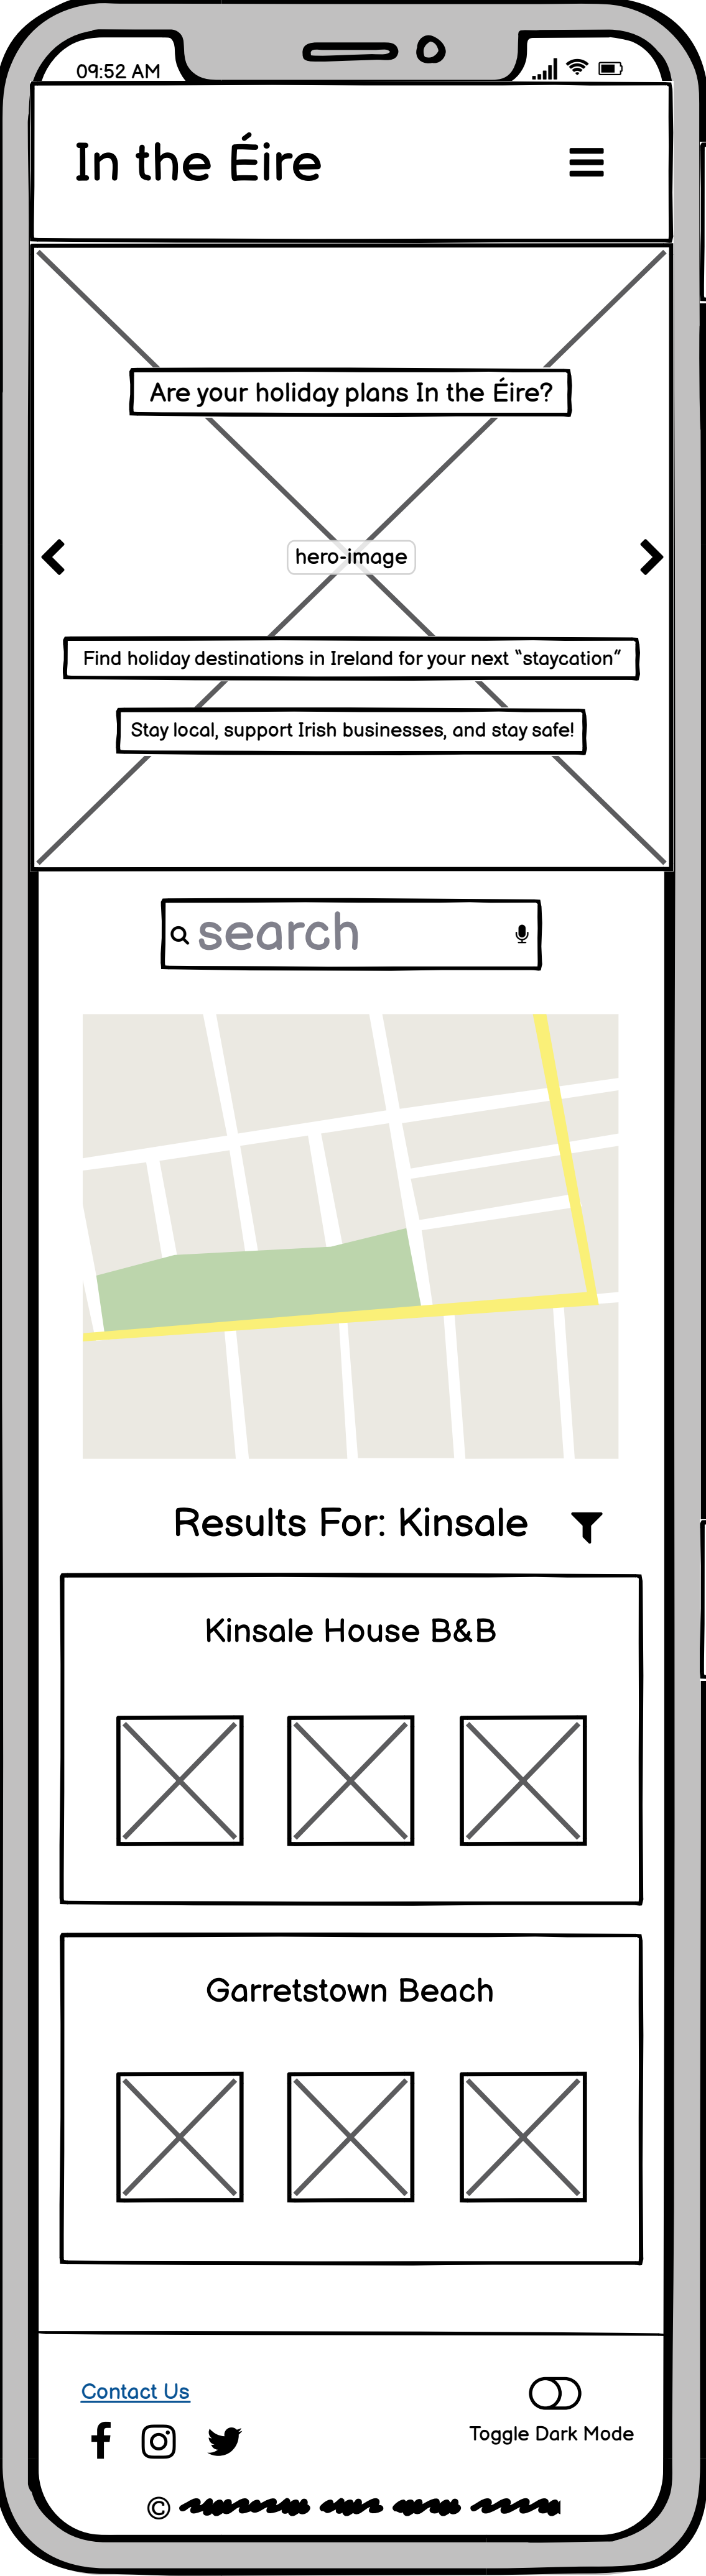 09:52 AM
In the Éire
Are your holiday plans In the Éire?
hero-image
Find holiday destinations in Ireland for your next “staycation”
Stay local, support Irish businesses, and stay safe!
search
Results For: Kinsale
Kinsale House B&B
Garretstown Beach
Contact Us
Toggle Dark Mode
©